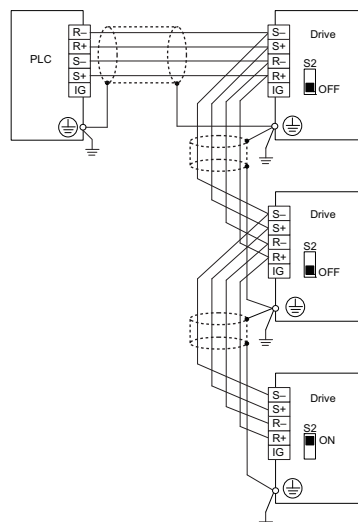 PLC
R–
R+
S–
S+
IG
S–
S+
R–
R+
IG
Drive
S2
OFF
S–
S+
R–
R+
IG
Drive
S2
OFF
S–
S+
R–
R+
IG
Drive
S2
ON